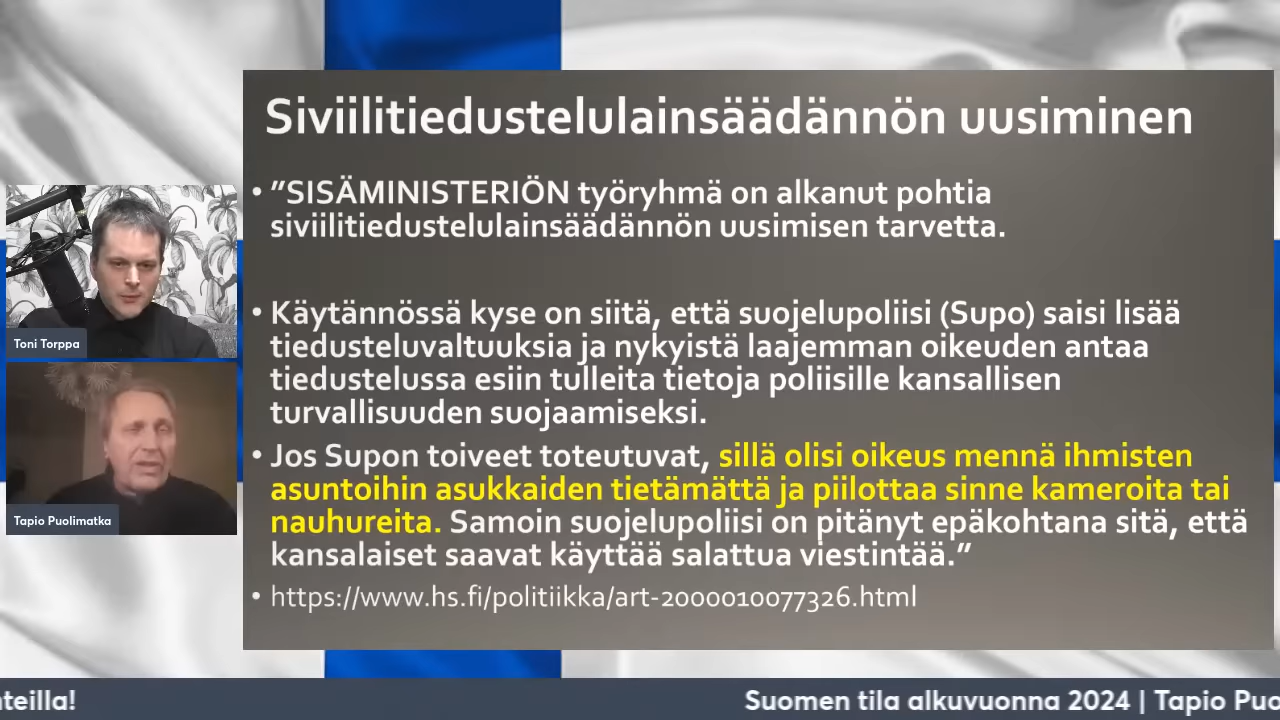 Siviilitiedustelulainsäädännön uusiminen
• ”SISÄMINISTERIÖN työryhmä on alkanut pohtia
siviilitiedustelulainsäädännön uusimisen tarvetta.
• Käytännössä kyse on siitä, että suojelupoliisi (Supo) saisi lisää
tiedusteluvaltuuksia ja nykyistä laajemman oikeuden antaa
tiedustelussa esiin tulleita tietoja poliisille kansallisen
turvallisuuden suojaamiseksi.
• Jos Supon toiveet toteutuvat, sillä olisi oikeus mennä ihmisten
asuntoihin asukkaiden tietämättä ja piilottaa sinne kameroita tai
nauhureita. Samoin suojelupoliisi on pitänyt epäkohtana sitä, että
kansalaiset saavat käyttää salattua viestintää.”
• https://www.hs.fi/politiikka/art-2000010077326.html
Toni Torppa
Tapio Puolimatka
nteilla!
Suomen tila alkuvuonna 2024 | Tapio Puo